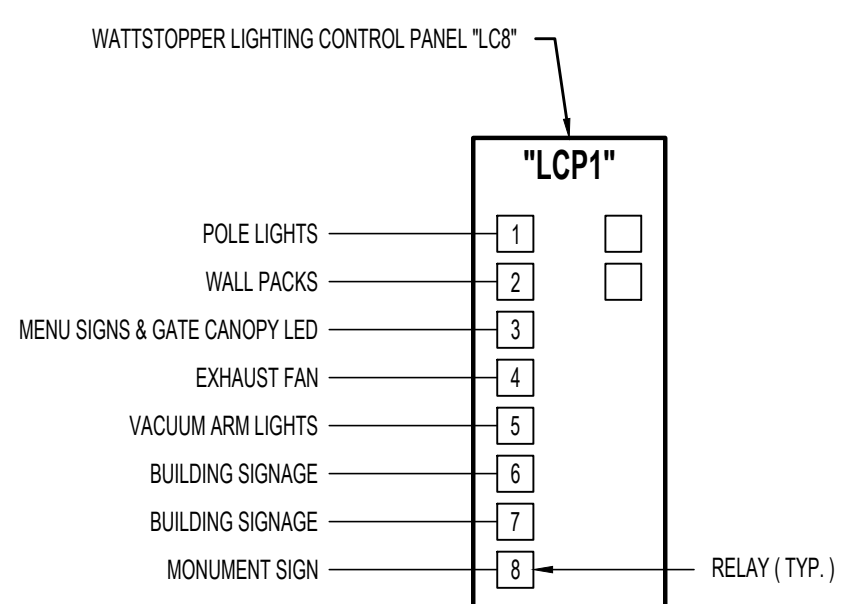 WATTSTOPPER LIGHTING CONTROL PANEL "LC8"
"LCP1"
POLE LIGHTS 1
WALL PACKS 2
MENU SIGNS & GATE CANOPY LED 3
EXHAUST FAN 4
VACUUM ARM LIGHTS 5
BUILDING SIGNAGE 6
BUILDING SIGNAGE 7
MONUMENT SIGN 8 RELAY ( TYP. )